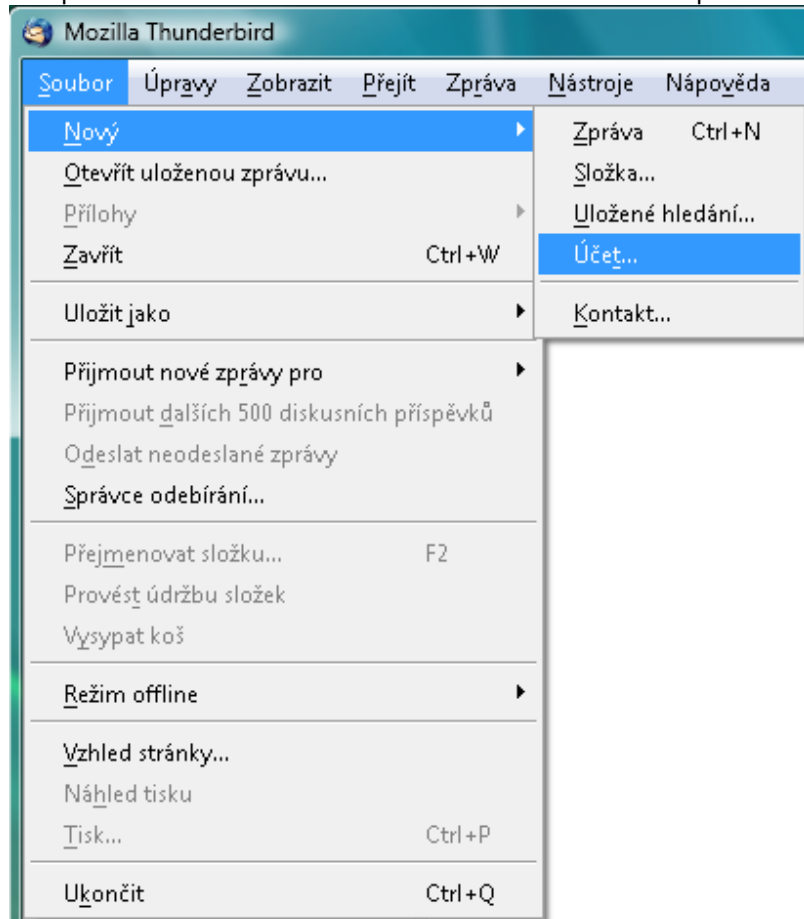 Mozilla Thunderbird
Soubor Úpravy Zobrazit Přejít Zpráva Nástroje Nápověda
Nový
Otevřít uloženou zprávu...
Přílohy
Zavřít Ctrl+W
Uložit jako
Přijmout nové zprávy pro
Přijmout dalších 500 diskusních příspěvků
Odeslat neodeslané zprávy
Správce odebírání...
Přejmenovat složku... F2
Provést údržbu složek
Vysypat koš
Režim offline
Vzhled stránky...
Náhled tisku
Tisk... Ctrl+P
Ukončit Ctrl+Q
Zpráva Ctrl+N
Složka...
Uložené hledání...
Účet...
Kontakt...